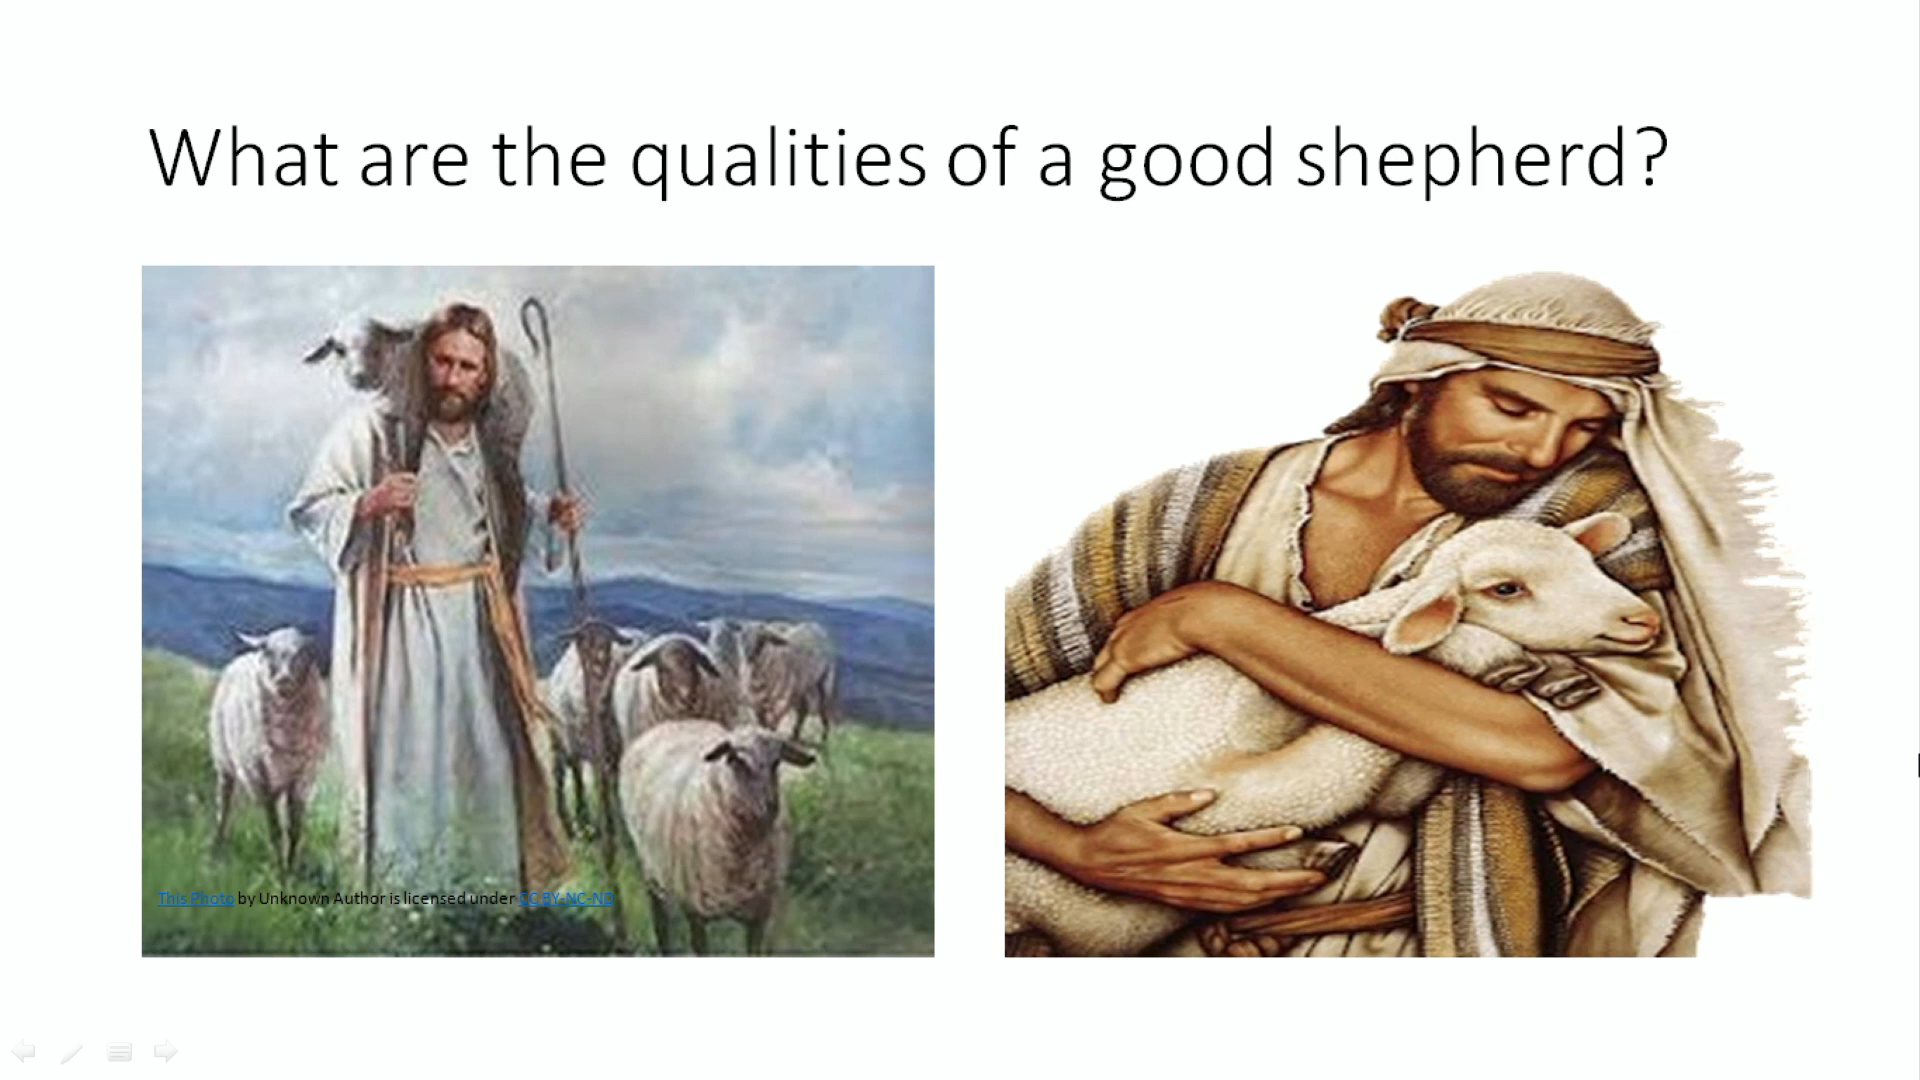 What are the qualities of a good shepherd?
This Photo by Unknown Author is licensed under CC BY-NC-ND